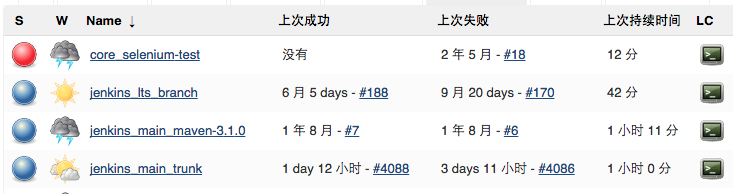 S W Name ↓ 上次成功 上次失败 上次持续时间 LC
core_selenium-test 没有 2 年 5 月 - #18 12 分
jenkins_lts_branch 6 月 5 days - #188 9 月 20 days - #170 42 分
jenkins_main_maven-3.1.0 1 年 8 月 - #7 1 年 8 月 - #6 1 小时 11 分
jenkins_main_trunk 1 day 12 小时 - #4088 3 days 11 小时 - #4086 1 小时 0 分